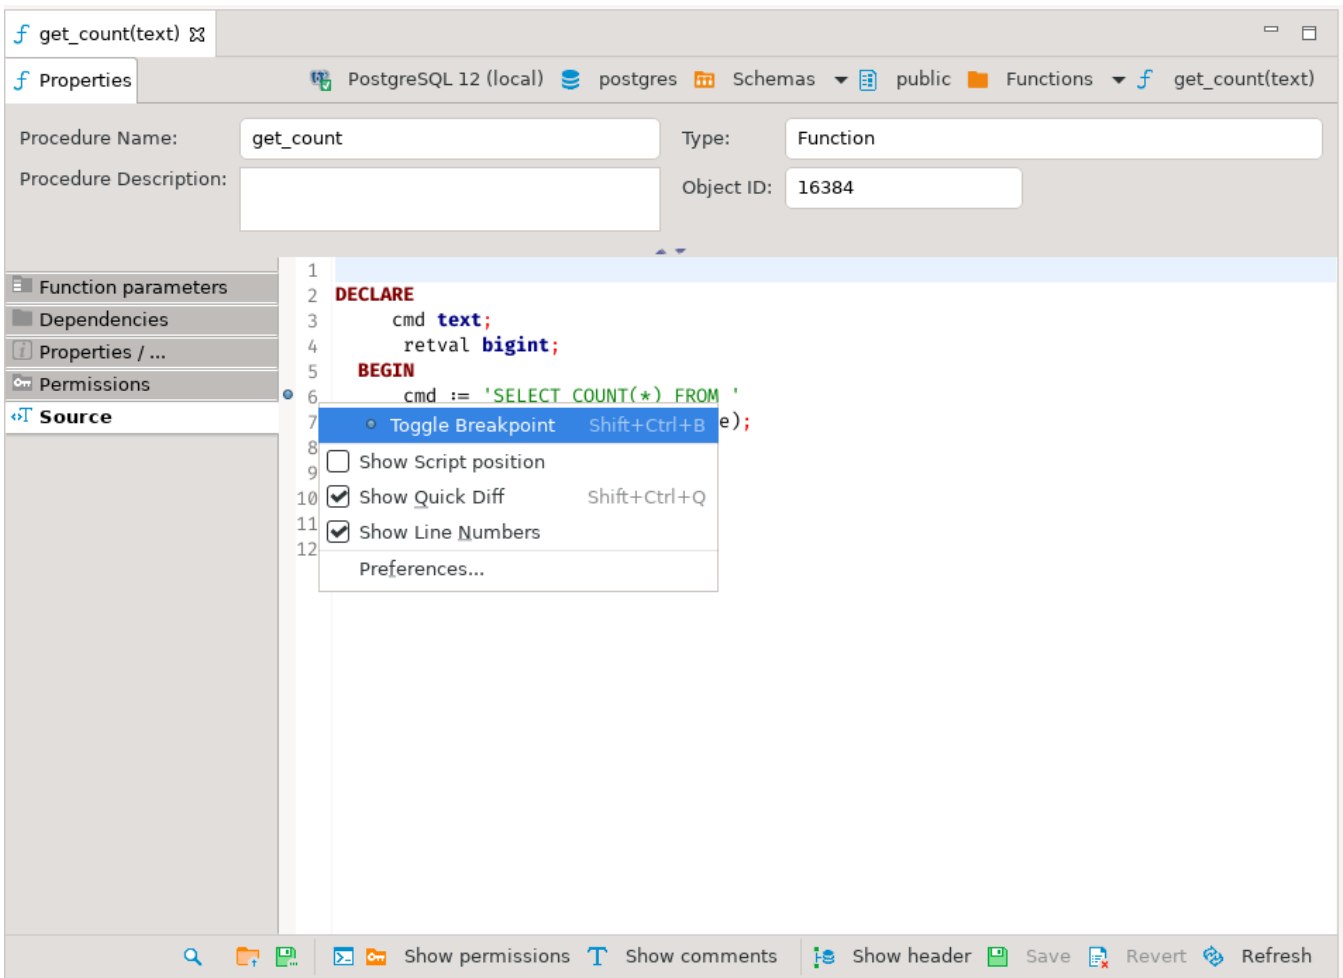 get_count(text)
Properties PostgreSQL 12 (local) postgres Schemas public Functions get_count(text)
Procedure Name: get_count Type: Function
Procedure Description:
Object ID: 16384
Function parameters
Dependencies
Properties / ...
Permissions
Source
1
2 DECLARE
3 cmd text;
4 retval bigint;
5 BEGIN
6 cmd := 'SELECT COUNT(*) FROM '
7 e);
8
9
10
11
12
Toggle Breakpoint Shift+Ctrl+B
Show Script position
Show Quick Diff Shift+Ctrl+Q
Show Line Numbers
Preferences...
Show permissions Show comments Show header Save Revert Refresh